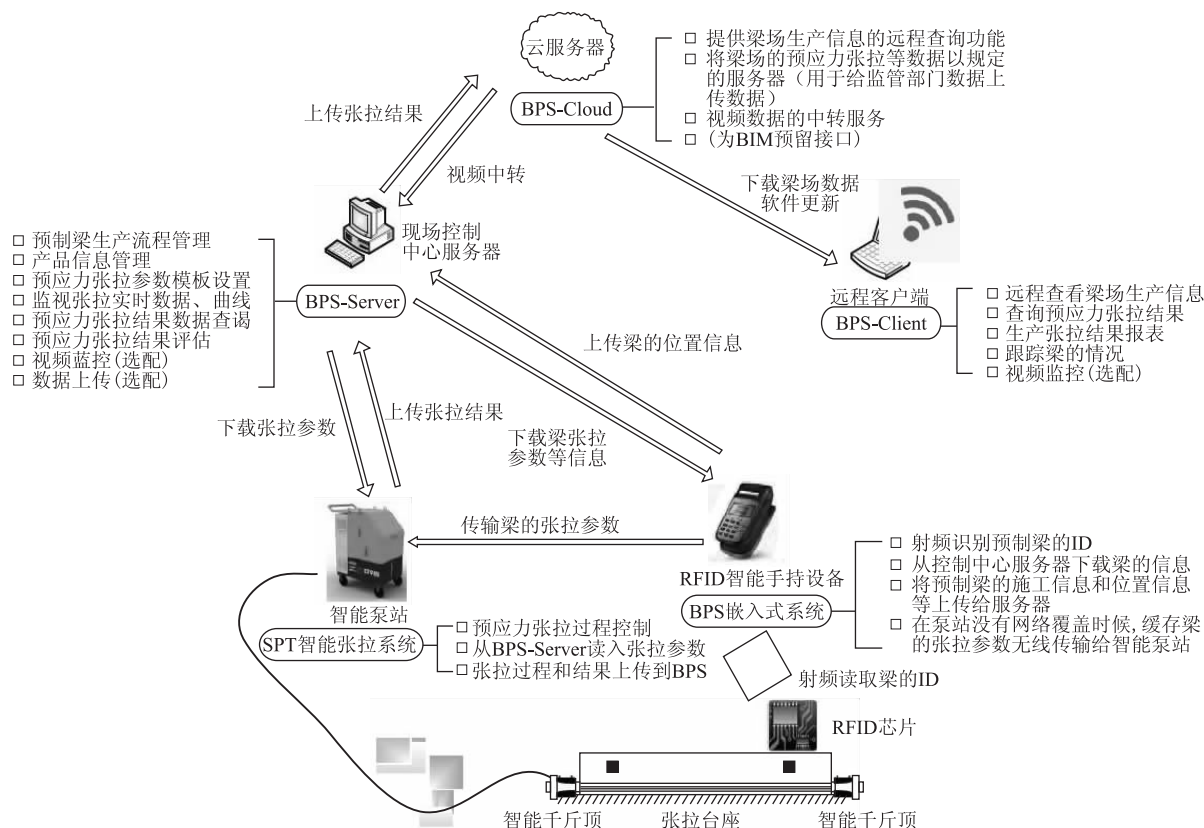 云服务器
BPS-Cloud
□ 提供梁场生产信息的远程查询功能
□ 将梁场的预应力张拉等数据以规定
的服务器（用于给监管部门数据上
传数据）
□ 视频数据的中转服务
□ (为BIM预留接口)
上传张拉结果
视频中转
下载梁场数据
软件更新
现场控制
中心服务器
BPS-Server
□ 预制梁生产流程管理
□ 产品信息管理
□ 预应力张拉参数模板设置
□ 监视张拉实时数据、曲线
□ 预应力张拉结果数据查谒
□ 预应力张拉结果评估
□ 视频蓝控(选配)
□ 数据上传(选配)
远程客户端
BPS-Client
□ 远程查看梁场生产信息
□ 查询预应力张拉结果
□ 生产张拉结果报表
□ 跟踪梁的情况
□ 视频监控(选配)
上传梁的位置信息
下载张拉参数
上传张拉结果
下载梁张拉
参数等信息
传输梁的张拉参数
智能泵站
SPT智能张拉系统
□ 预应力张拉过程控制
□ 从BPS-Server读入张拉参数
□ 张拉过程和结果上传到BPS
RFID智能手持设备
BPS嵌入式系统
□ 射频识别预制梁的ID
□ 从控制中心服务器下载梁的信息
□ 将预制梁的施工信息和位置信息
等上传给服务器
□ 在泵站没有网络覆盖时候,缓存梁
的张拉参数无线传输给智能泵站
射频读取梁的ID
RFID芯片
智能千斤顶
张拉台座
智能千斤顶